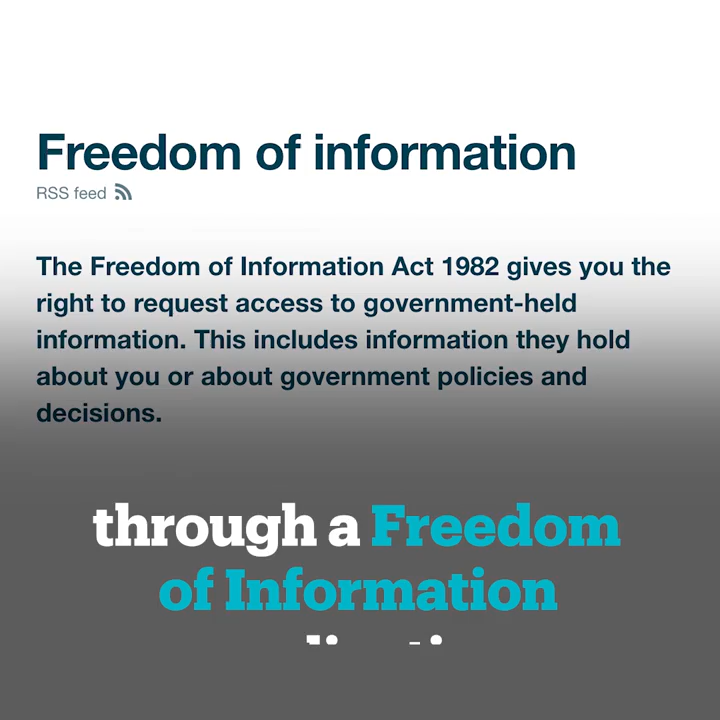 Freedom of information
RSS feed
The Freedom of Information Act 1982 gives you the
right to request access to government-held
information. This includes information they hold
about you or about government policies and
decisions.
through a Freedom
of Information